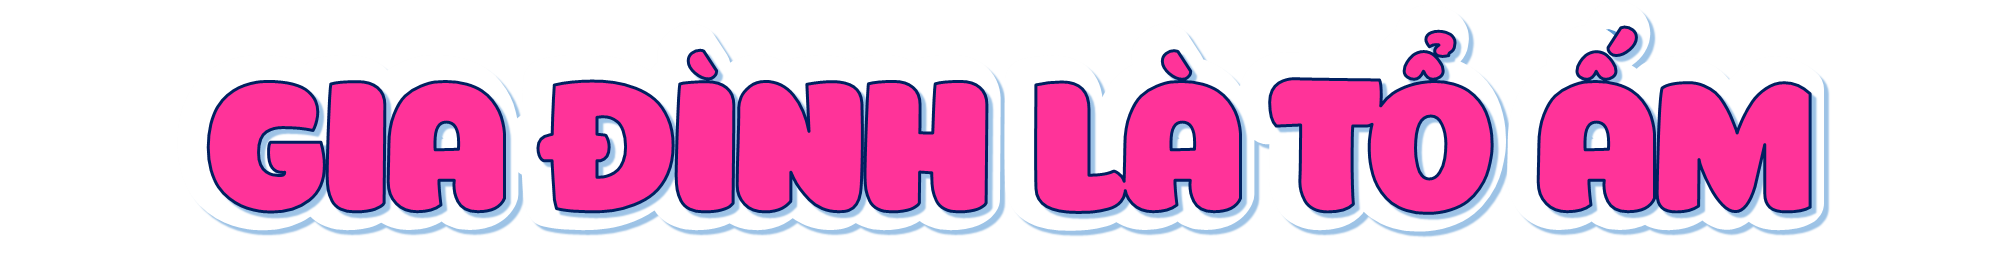 GIA ĐÌNH LÀ TỔ ẤM